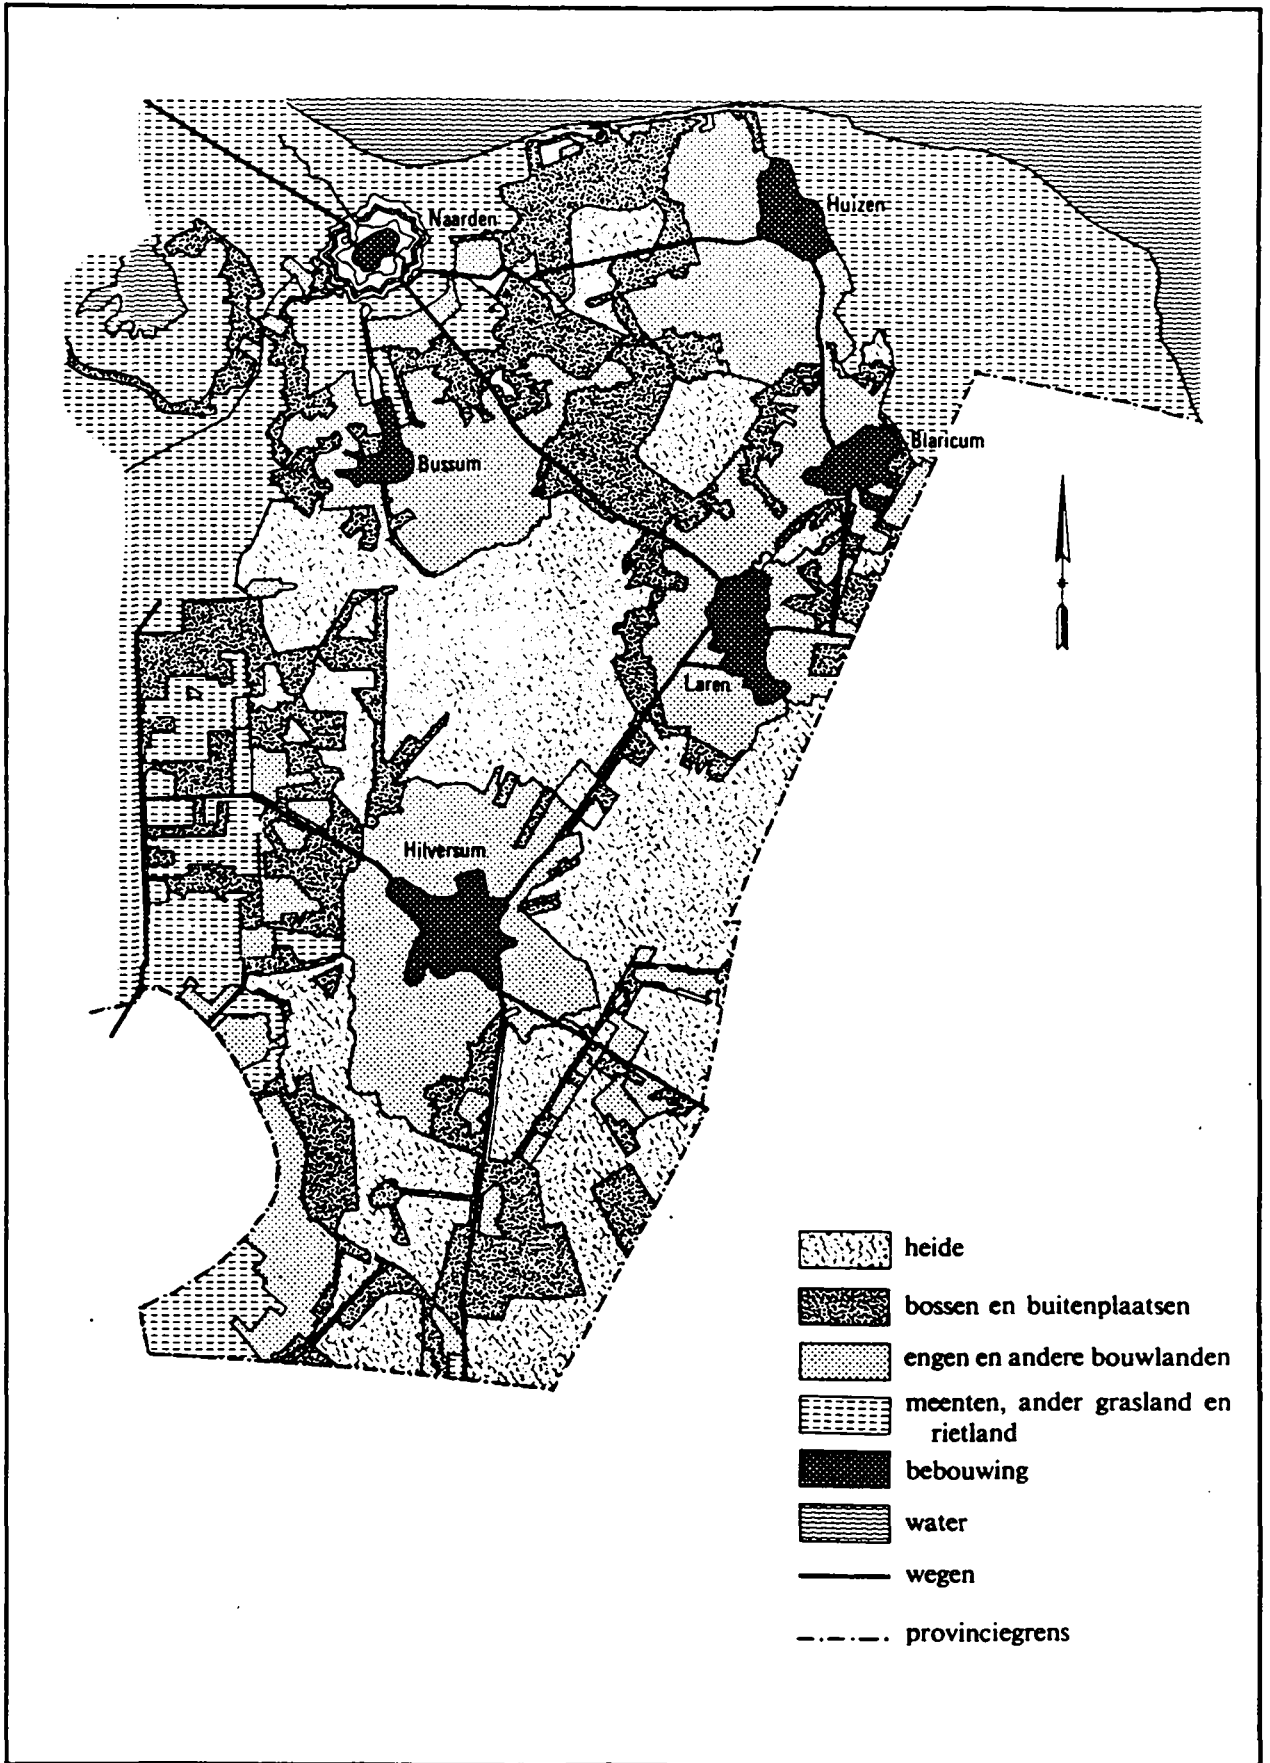 Naarden
Huizen
Blaricum
Bussum
Laren
Hilversum
heide
bossen en buitenplaatsen
engen en andere bouwlanden
meenten, ander grasland en
rietland
bebouwing
water
wegen
provinciegrens